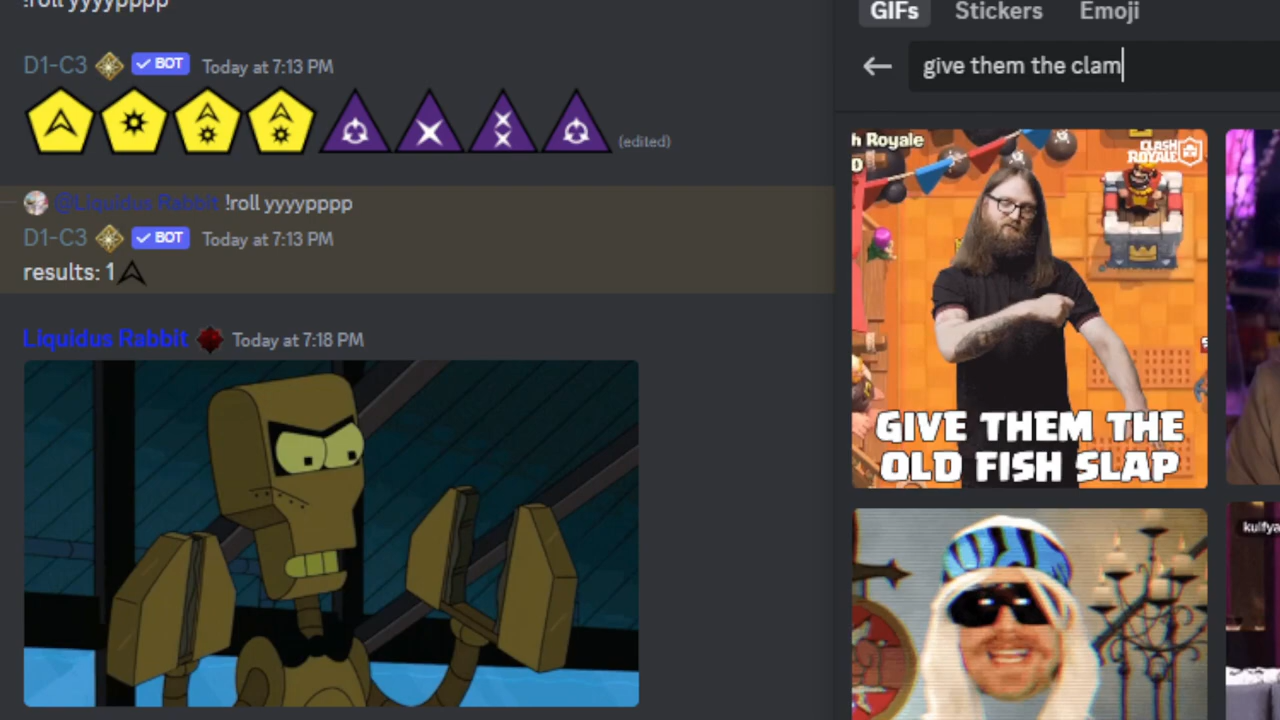 !roll yyyypppp
D1-C3 BOT Today at 7:13 PM
(edited)
@Liquidus Rabbit !roll yyyypppp
D1-C3 BOT Today at 7:13 PM
results: 1
Liquidus Rabbit Today at 7:18 PM
GIFs Stickers Emoji
give them the clam
h Royale
CLASH
ROYALE
GIVE THEM THE
OLD FISH SLAP
kulfya